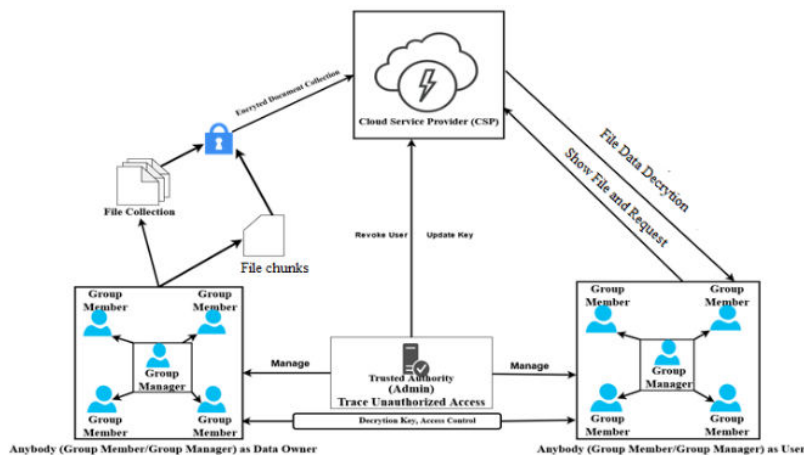 Encryted Document Collection
Cloud Service Provider (CSP)
File Data Decrytion
Show File and Request
File Collection
File chunks
Revoke User
Update Key
Group
Member
Group
Member
Group
Manager
Group
Member
Group
Member
Manage
Trusted Authority
(Admin)
Trace Unauthorized Access
Manage
Group
Member
Group
Member
Group
Manager
Group
Member
Group
Member
Decrytion Key, Access Control
Anybody (Group Member/Group Manager) as Data Owner
Anybody (Group Member/Group Manager) as User